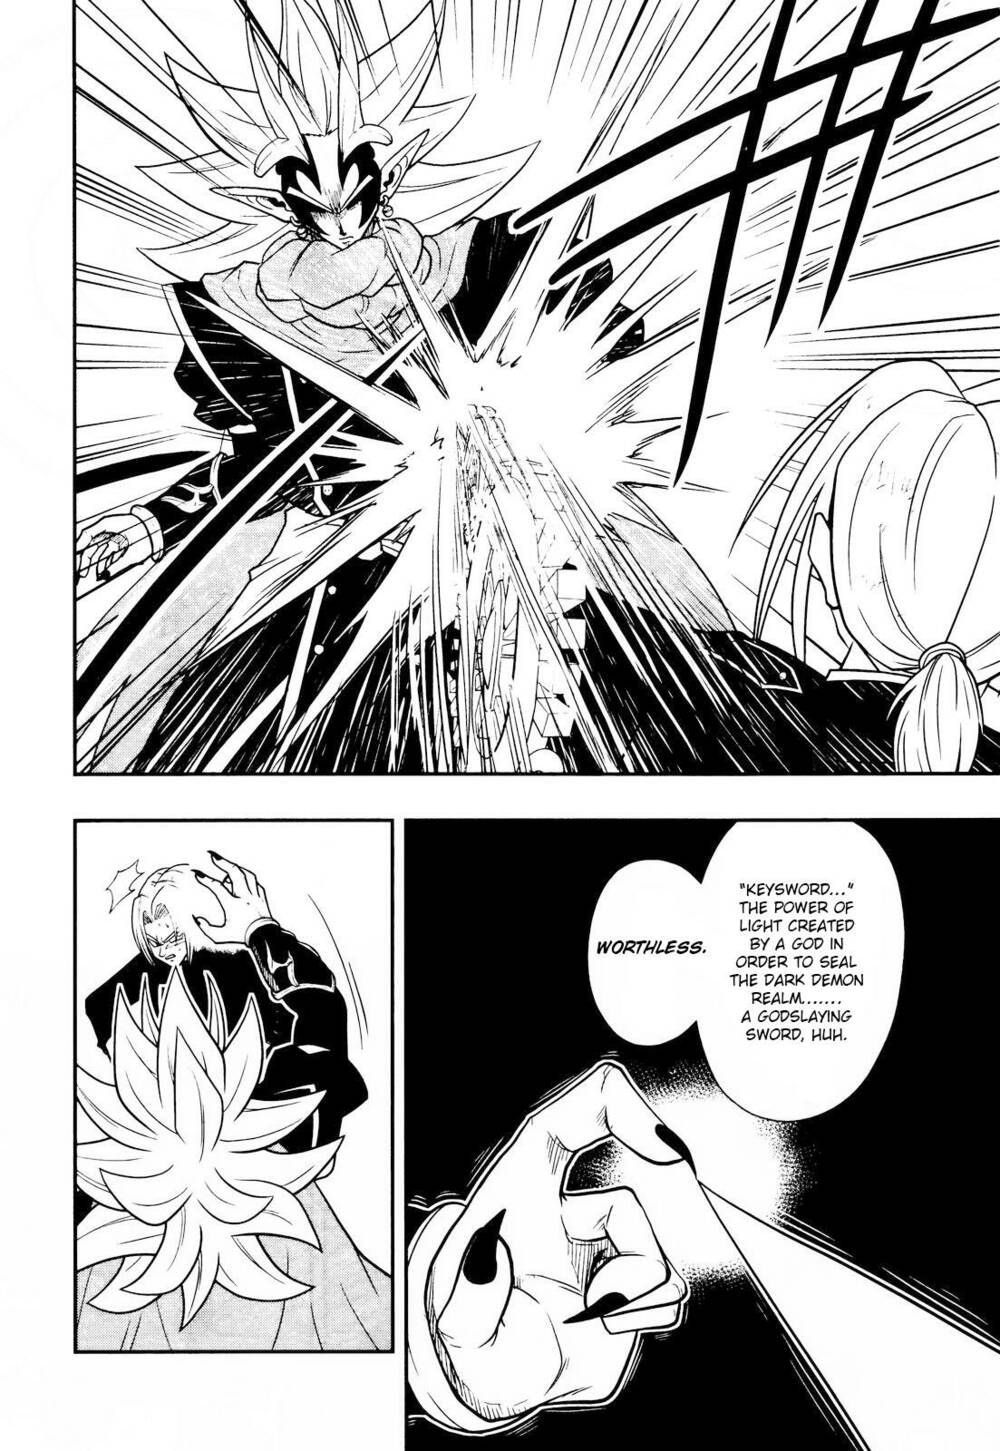 "KEYSWORD..."
THE POWER OF
LIGHT CREATED
BY A GOD IN
ORDER TO SEAL
THE DARK DEMON
REALM.......
A GODSLAYING
SWORD, HUH.
WORTHLESS.